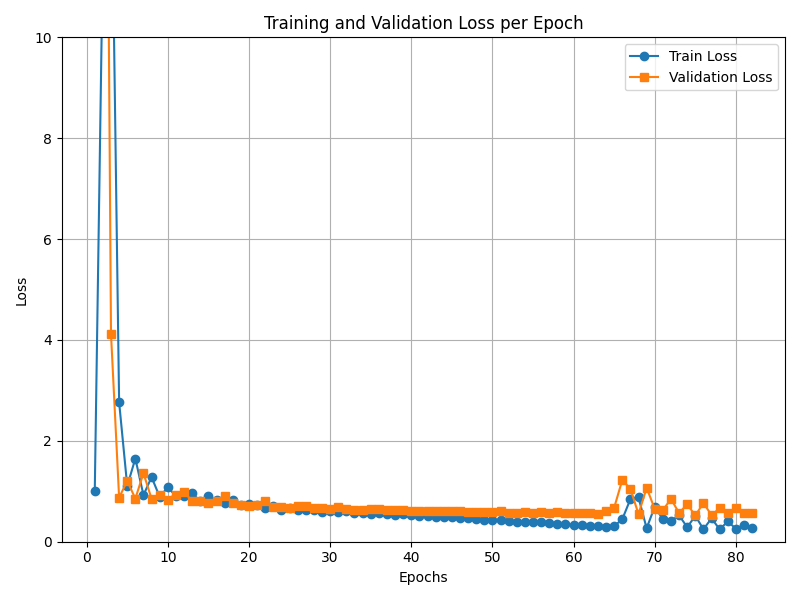 Training and Validation Loss per Epoch
Train Loss
Validation Loss
Loss
10
8
6
4
2
0
0 10 20 30 40 50 60 70 80
Epochs